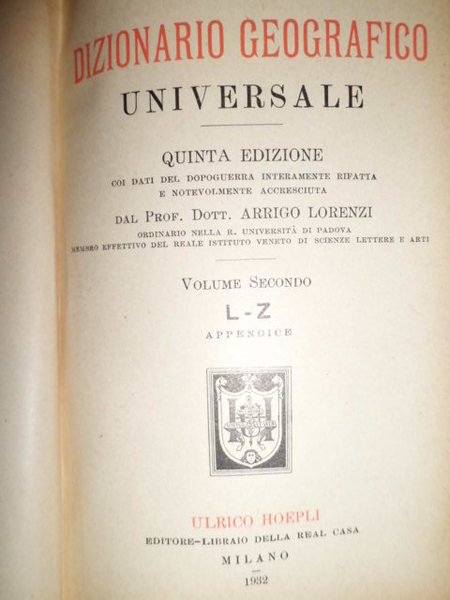 DIZIONARIO GEOGRAFICO
UNIVERSALE
QUINTA EDIZIONE
COI DATI DEL DOPOGUERRA INTERAMENTE RIFATTA
E NOTEVOLMENTE ACCRESCIUTA
DAL PROF. DOTT. ARRIGO LORENZI
ORDINARIO NELLA R. UNIVERSITÀ DI PADOVA
MEMBRO EFFETTIVO DEL REALE ISTITUTO VENETO DI SCIENZE LETTERE E ARTI
VOLUME SECONDO
L-Z
APPENDICE
ULRICO HOEPLI
EDITORE-LIBRAIO DELLA REAL CASA
MILANO
1932